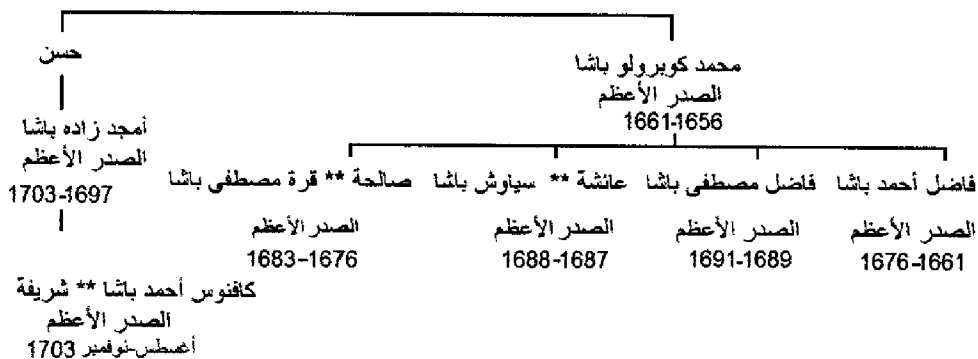 حسن
محمد كوبرولو باشا
الصدر الأعظم
1661-1656
أمجد زاده باشا
الصدر الأعظم
1703-1697
فاضل أحمد باشا
الصدر الأعظم
1676-1661
فاضل مصطفى باشا
الصدر الأعظم
1691-1689
عائشة ** سياوش باشا
الصدر الأعظم
1688-1687
صالحة ** قرة مصطفى باشا
الصدر الأعظم
1683-1676
كافنوس أحمد باشا ** شريفة
الصدر الأعظم
أغسطس-نوفمبر 1703